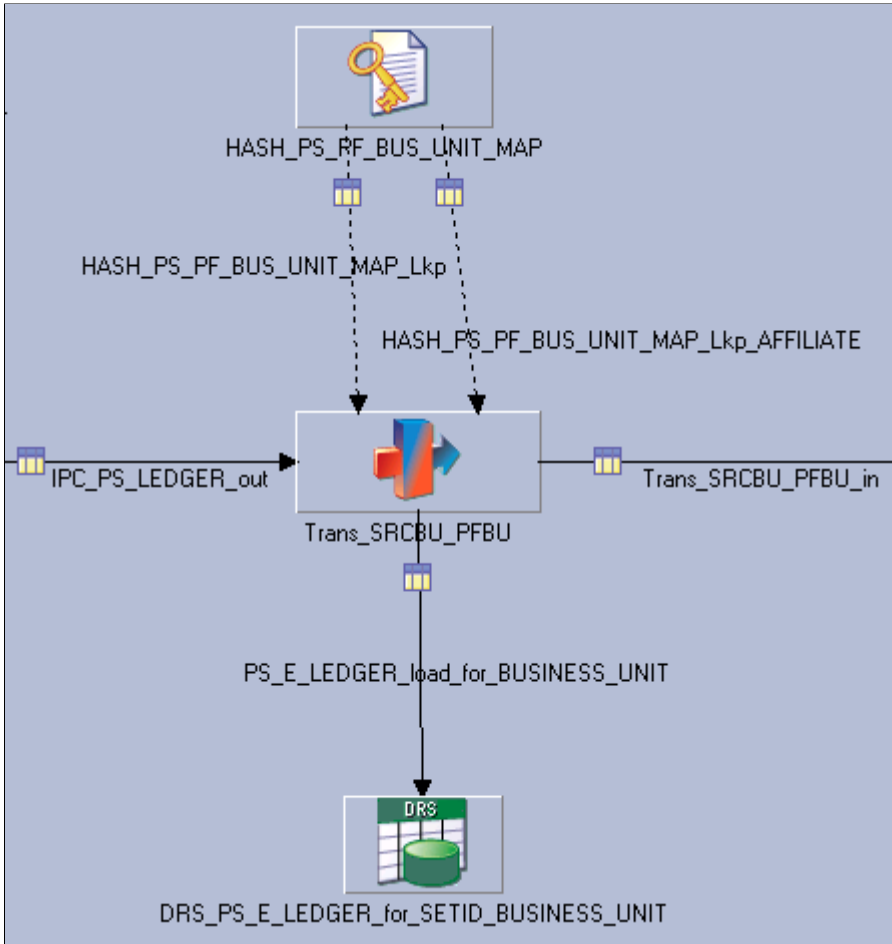 HASH_PS_PF_BUS_UNIT_MAP
HASH_PS_PF_BUS_UNIT_MAP_Lkp
HASH_PS_PF_BUS_UNIT_MAP_Lkp_AFFILIATE
IPC_PS_LEDGER_out
Trans_SRCBU_PFBU_in
Trans_SRCBU_PFBU
PS_E_LEDGER_load_for_BUSINESS_UNIT
DRS
DRS_PS_E_LEDGER_for_SETID_BUSINESS_UNIT